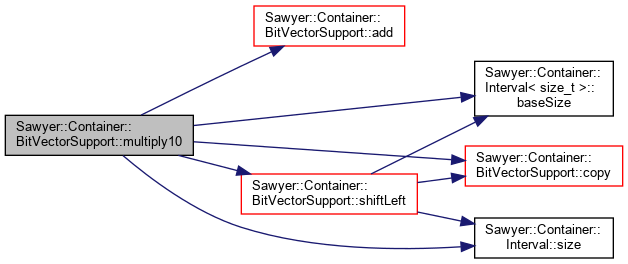 Sawyer::Container::
BitVectorSupport::add
Sawyer::Container::
Interval< size_t >::
baseSize
Sawyer::Container::
BitVectorSupport::multiply10
Sawyer::Container::
BitVectorSupport::copy
Sawyer::Container::
BitVectorSupport::shiftLeft
Sawyer::Container::
Interval::size